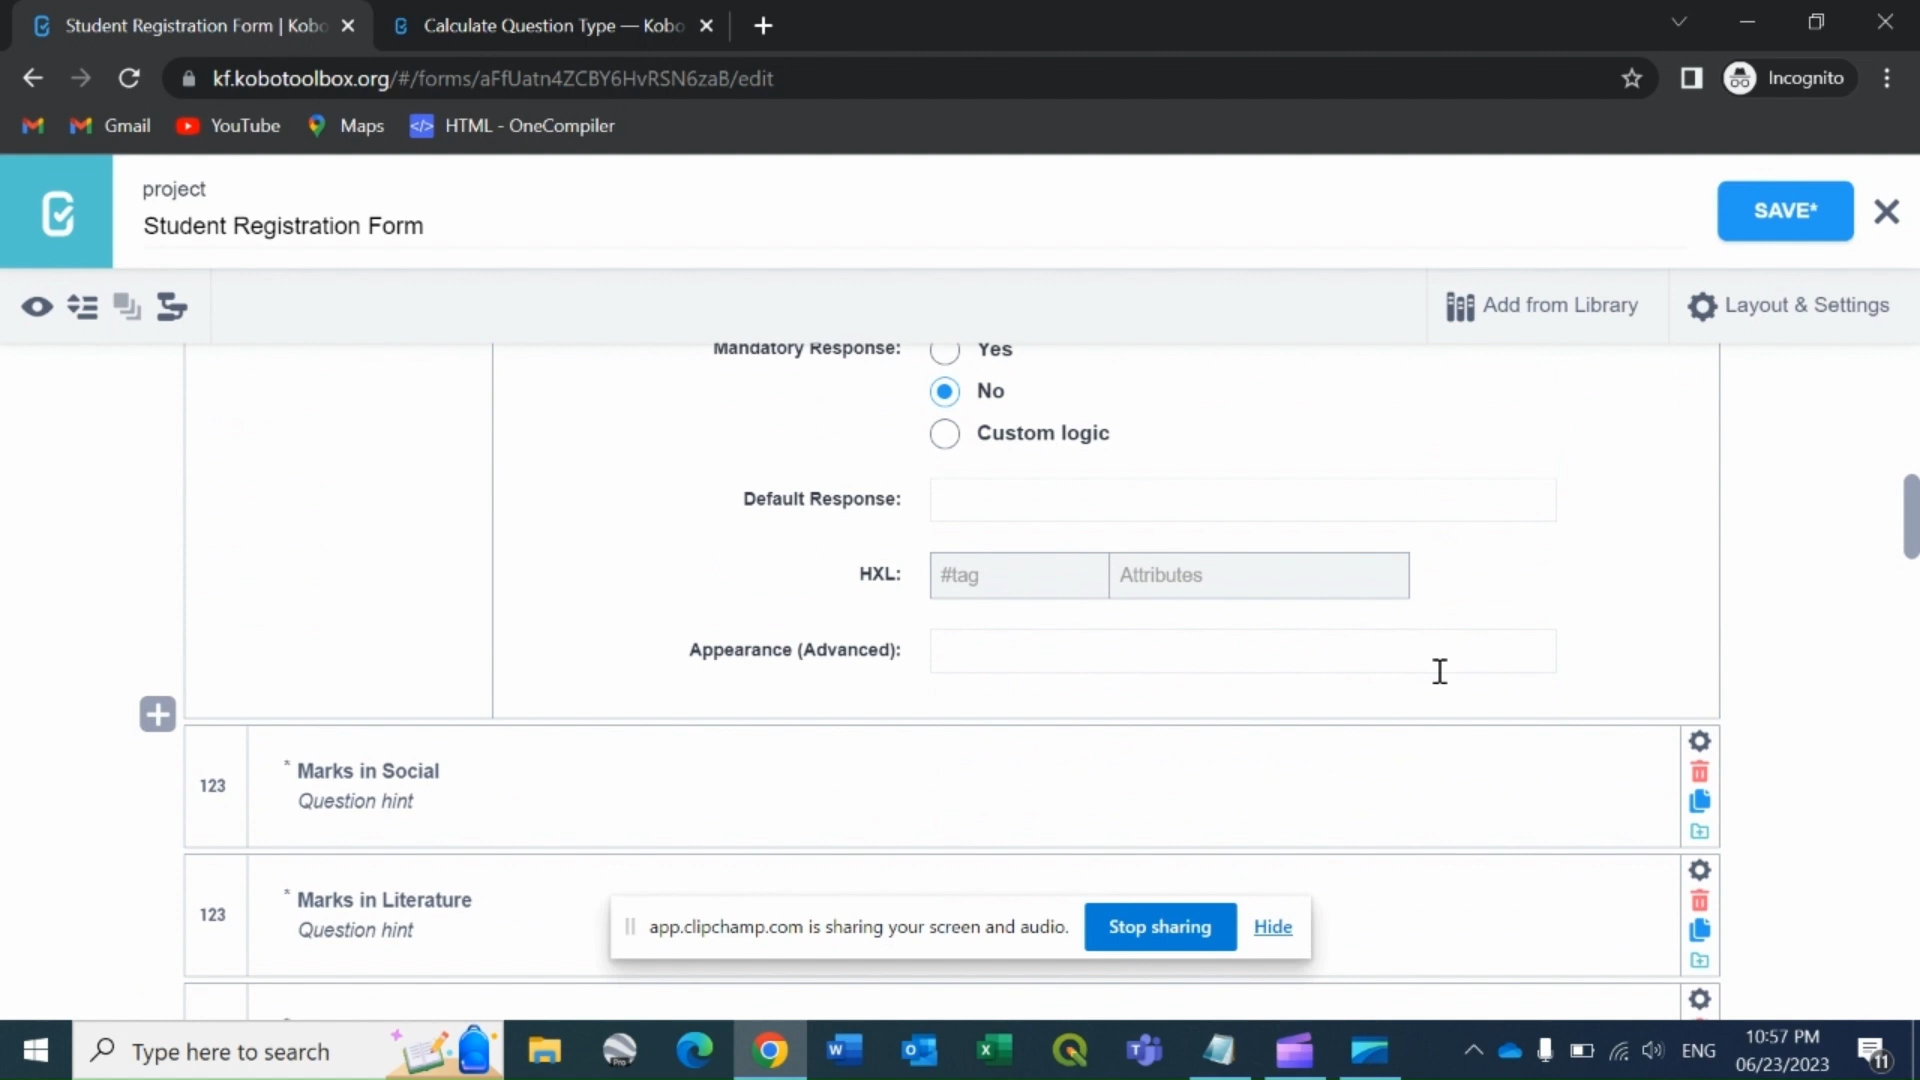 Student Registration Form | Kobo
Calculate Question Type — Kobo
kf.kobotoolbox.org/#/forms/aFfUatn4ZCBY6HvRSN6zaB/edit
Incognito
Gmail
YouTube
Maps
HTML - OneCompiler
project
Student Registration Form
SAVE*
Add from Library
Layout & Settings
Mandatory Response:
Yes
No
Custom logic
Default Response:
HXL:
#tag
Attributes
Appearance (Advanced):
123
* Marks in Social
Question hint
123
* Marks in Literature
Question hint
app.clipchamp.com is sharing your screen and audio.
Stop sharing
Hide
Type here to search
ENG
10:57 PM
06/23/2023
11